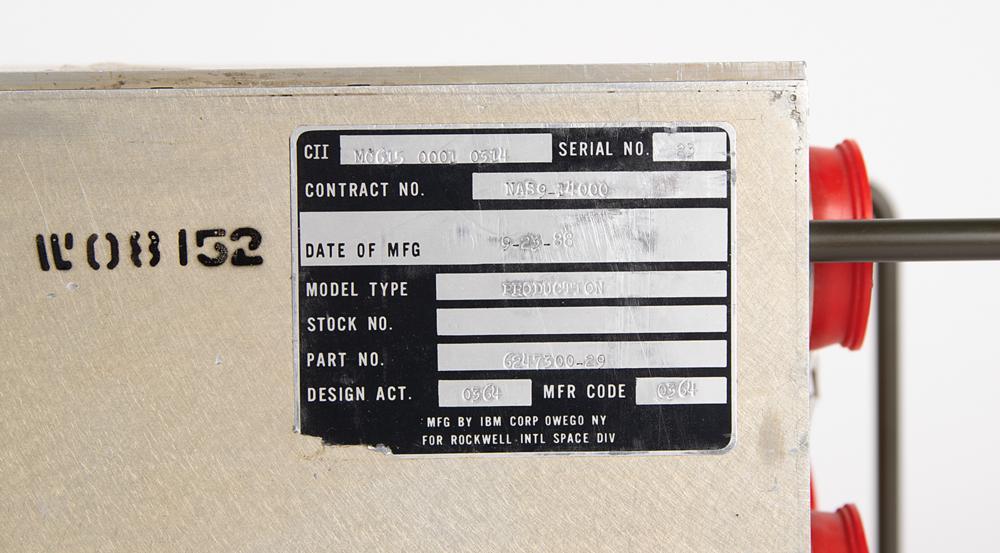 CII MC615 0001 0314 SERIAL NO. 23
CONTRACT NO. NAS9-14000
DATE OF MFG 9-23-88
MODEL TYPE PRODUCTION
STOCK NO.
PART NO. 6247300-29
DESIGN ACT. 0364 MFR CODE 0364
MFG BY IBM CORP OWEGO NY
FOR ROCKWELL INTL SPACE DIV